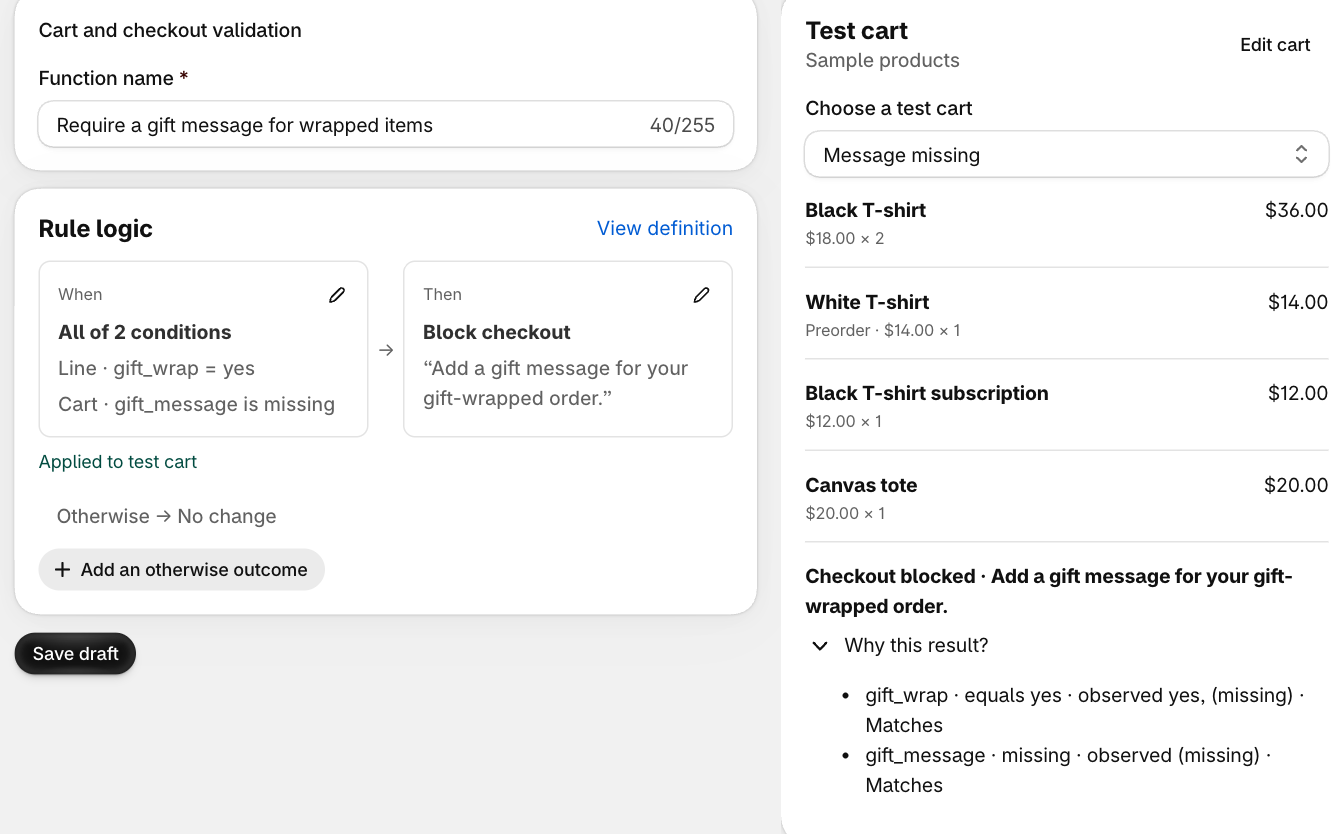 Cart and checkout validation
Function name *
Require a gift message for wrapped items
40/255
Rule logic
View definition
When
All of 2 conditions
Line · gift_wrap = yes
Cart · gift_message is missing
→
Then
Block checkout
“Add a gift message for your
gift-wrapped order.”
Applied to test cart
Otherwise → No change
+ Add an otherwise outcome
Save draft
Test cart
Sample products
Edit cart
Choose a test cart
Message missing
Black T-shirt
$36.00
$18.00 × 2
White T-shirt
$14.00
Preorder · $14.00 × 1
Black T-shirt subscription
$12.00
$12.00 × 1
Canvas tote
$20.00
$20.00 × 1
Checkout blocked · Add a gift message for your gift-
wrapped order.
Why this result?
• gift_wrap · equals yes · observed yes, (missing) ·
Matches
• gift_message · missing · observed (missing) ·
Matches